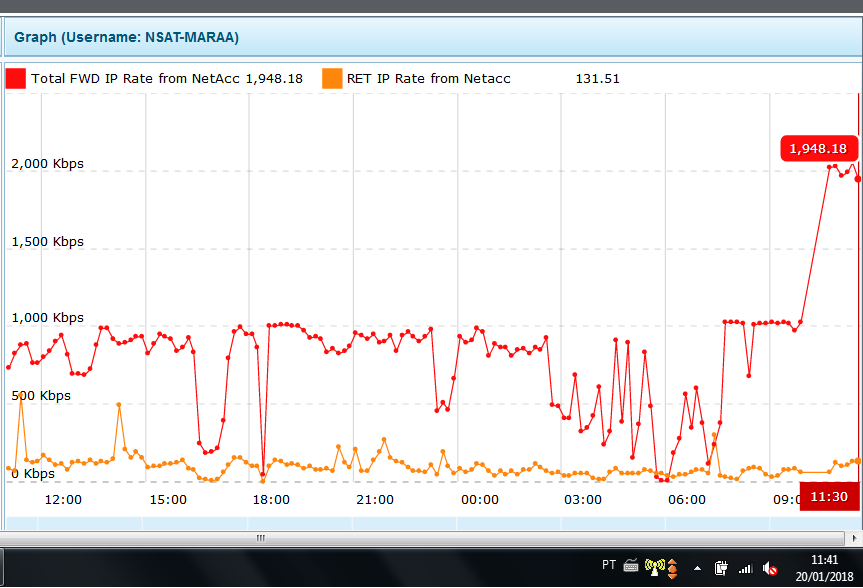 Graph (Username: NSAT-MARAA)
Total FWD IP Rate from NetAcc 1,948.18 RET IP Rate from Netacc 131.51
1,948.18
2,000 Kbps
1,500 Kbps
1,000 Kbps
500 Kbps
0 Kbps
12:00 15:00 18:00 21:00 00:00 03:00 06:00 09:0 11:30
PT 11:41
20/01/2018